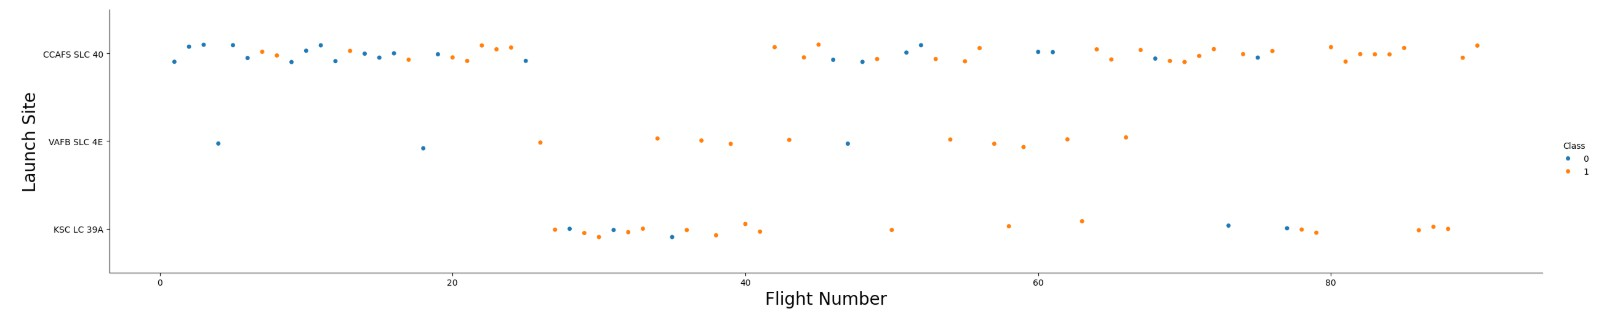 Launch Site
CCAFS SLC 40
VAFB SLC 4E
KSC LC 39A
0 20 40 60 80
Flight Number
Class
0
1